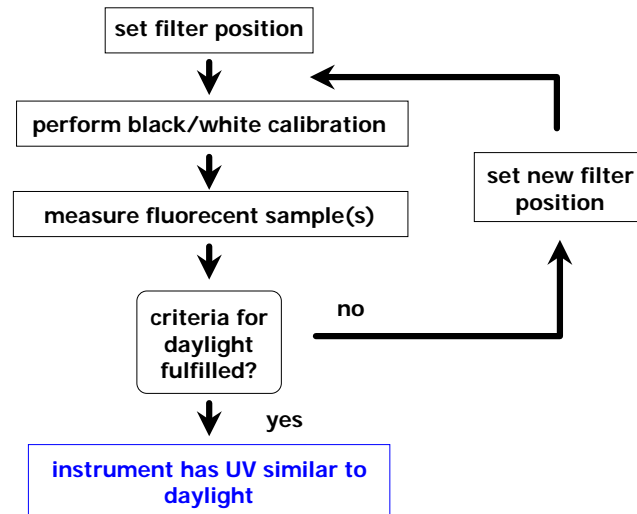 set filter position
perform black/white calibration
set new filter
position
measure fluorecent sample(s)
criteria for
daylight
fulfilled?
no
yes
instrument has UV similar to
daylight